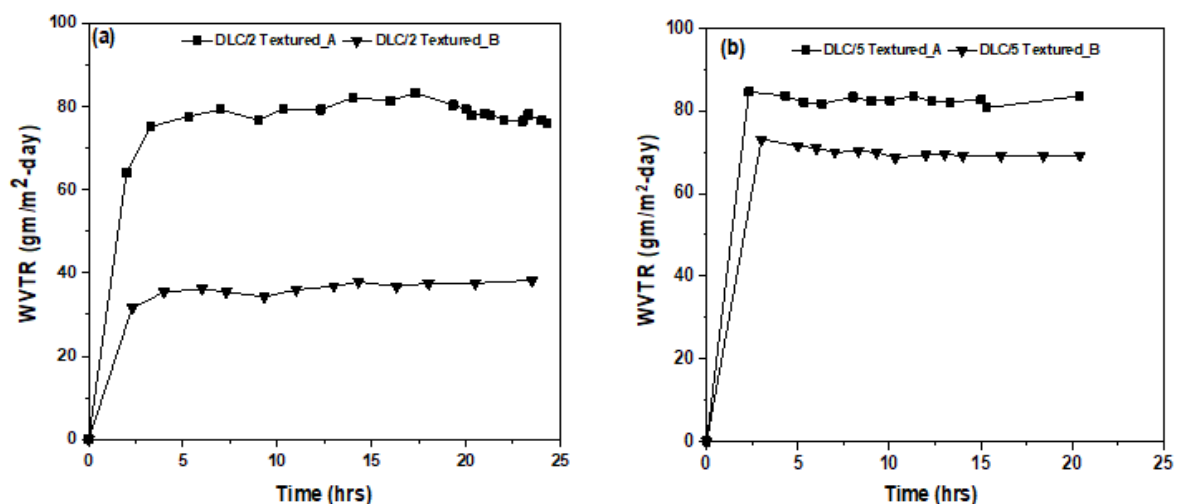 (a)
DLC/2 Textured_A DLC/2 Textured_B
100
80
60
40
20
0
0 5 10 15 20 25
WVTR (gm/m²-day)
Time (hrs)
(b)
DLC/5 Textured_A DLC/5 Textured_B
100
80
60
40
20
0
0 5 10 15 20 25
WVTR (gm/m²-day)
Time (hrs)